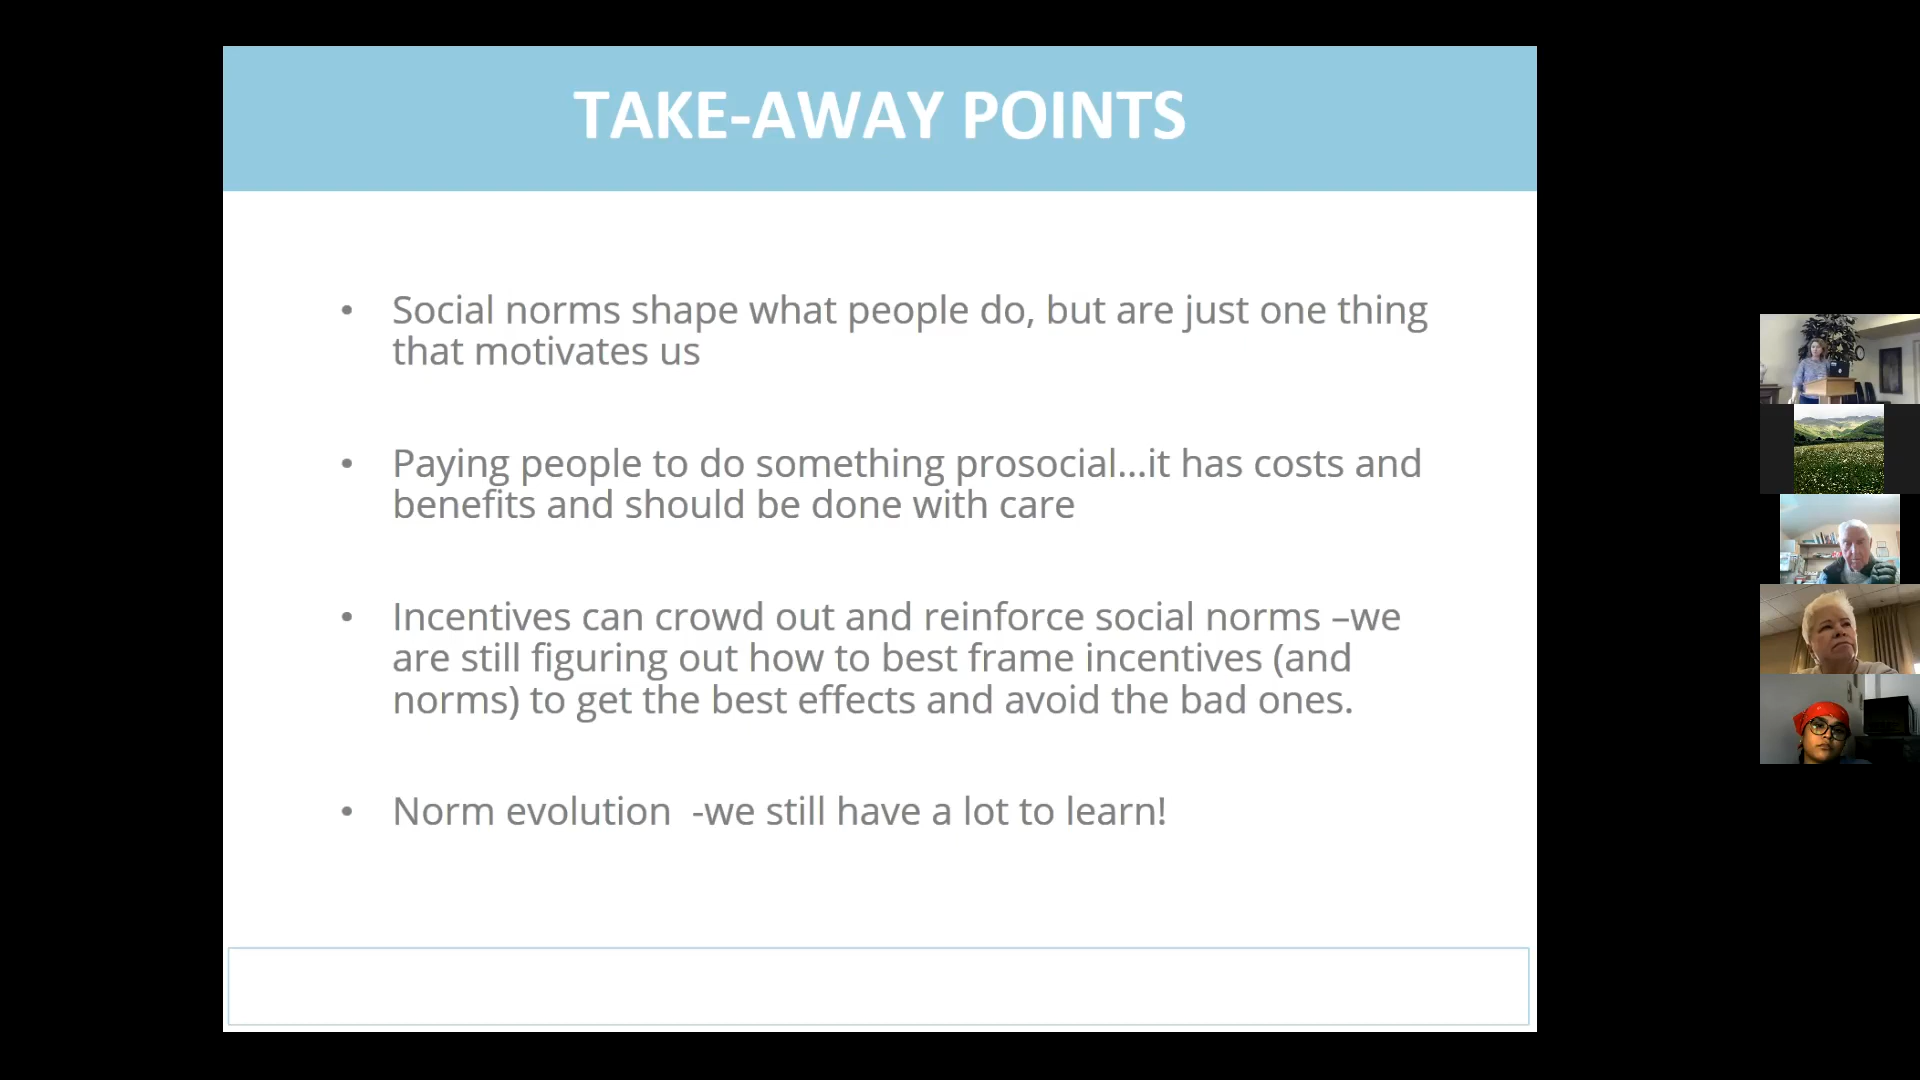 TAKE-AWAY POINTS
• Social norms shape what people do, but are just one thing
that motivates us
• Paying people to do something prosocial...it has costs and
benefits and should be done with care
• Incentives can crowd out and reinforce social norms –we
are still figuring out how to best frame incentives (and
norms) to get the best effects and avoid the bad ones.
• Norm evolution  -we still have a lot to learn!